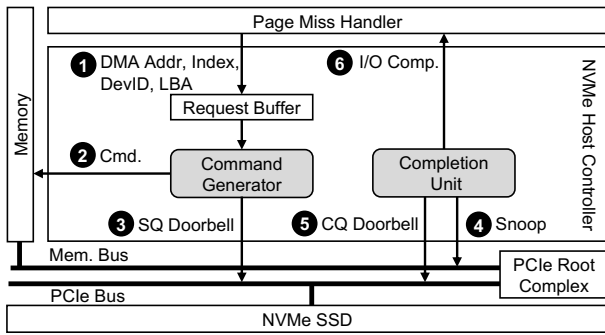 Page Miss Handler
1 DMA Addr, Index,
DevID, LBA
6 I/O Comp.
Request Buffer
Memory
NVMe Host Controller
2 Cmd.
Command
Generator
Completion
Unit
3 SQ Doorbell
5 CQ Doorbell
4 Snoop
Mem. Bus
PCIe Root
Complex
PCIe Bus
NVMe SSD